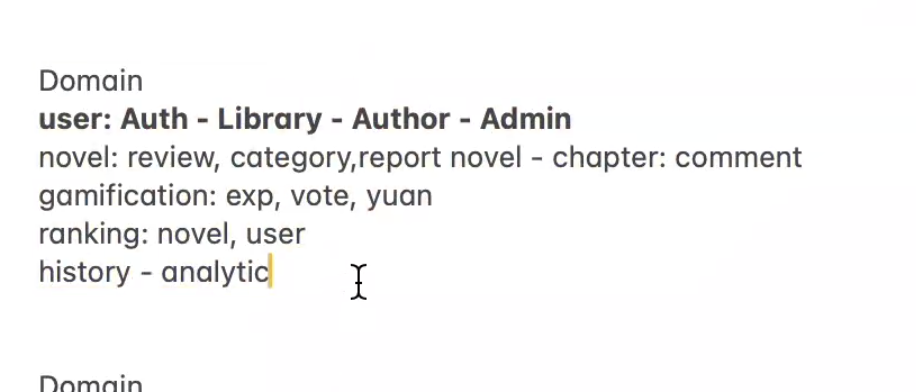 Domain
user: Auth - Library - Author - Admin
novel: review, category,report novel - chapter: comment
gamification: exp, vote, yuan
ranking: novel, user
history - analytic
Domain